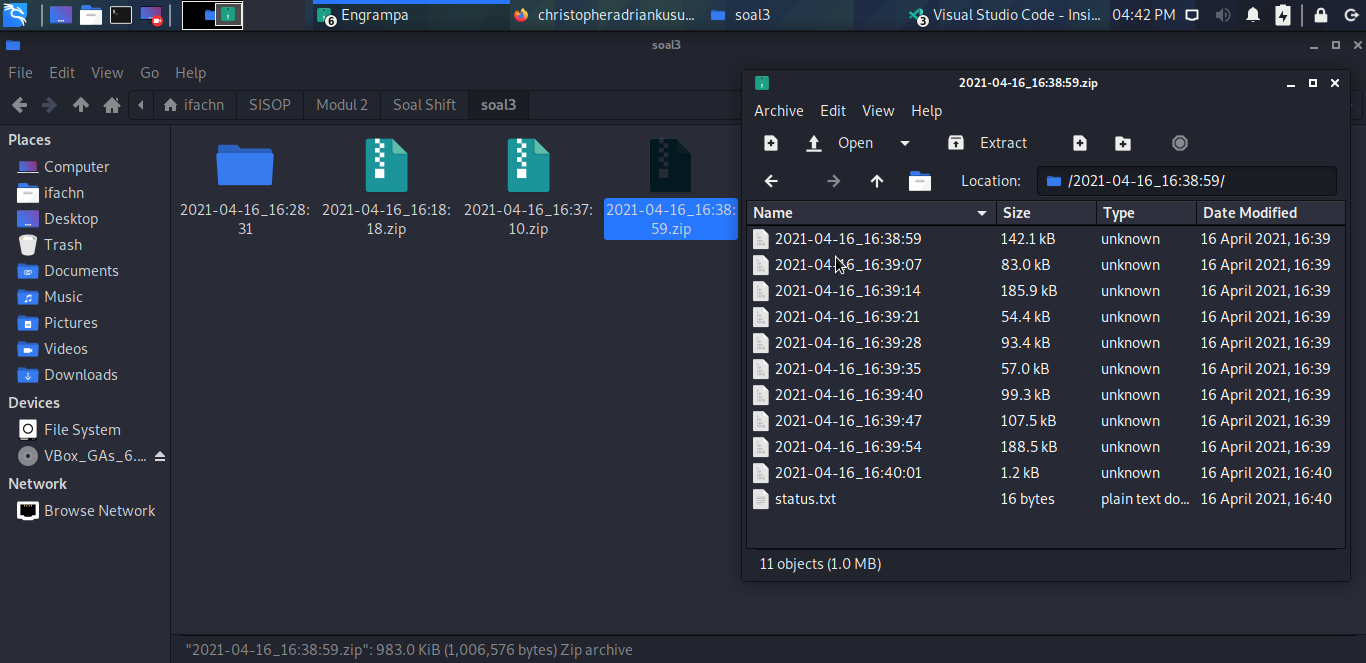 6 Engrampa christopheradriankusu... soal3 3 Visual Studio Code - Insi... 04:42 PM
soal3
File Edit View Go Help
ifachn SISOP Modul 2 Soal Shift soal3
Places
Computer
ifachn
Desktop
Trash
Documents
Music
Pictures
Videos
Downloads
Devices
File System
VBox_GAs_6....
Network
Browse Network
2021-04-16_16:28:
31
2021-04-16_16:18:
18.zip
2021-04-16_16:37:
10.zip
2021-04-16_16:38:
59.zip
"2021-04-16_16:38:59.zip": 983.0 KiB (1,006,576 bytes) Zip archive
2021-04-16_16:38:59.zip
Archive Edit View Help
Open Extract
Location: /2021-04-16_16:38:59/
Name Size Type Date Modified
2021-04-16_16:38:59 142.1 kB unknown 16 April 2021, 16:39
2021-04-16_16:39:07 83.0 kB unknown 16 April 2021, 16:39
2021-04-16_16:39:14 185.9 kB unknown 16 April 2021, 16:39
2021-04-16_16:39:21 54.4 kB unknown 16 April 2021, 16:39
2021-04-16_16:39:28 93.4 kB unknown 16 April 2021, 16:39
2021-04-16_16:39:35 57.0 kB unknown 16 April 2021, 16:39
2021-04-16_16:39:40 99.3 kB unknown 16 April 2021, 16:39
2021-04-16_16:39:47 107.5 kB unknown 16 April 2021, 16:39
2021-04-16_16:39:54 188.5 kB unknown 16 April 2021, 16:39
2021-04-16_16:40:01 1.2 kB unknown 16 April 2021, 16:40
status.txt 16 bytes plain text do... 16 April 2021, 16:40
11 objects (1.0 MB)